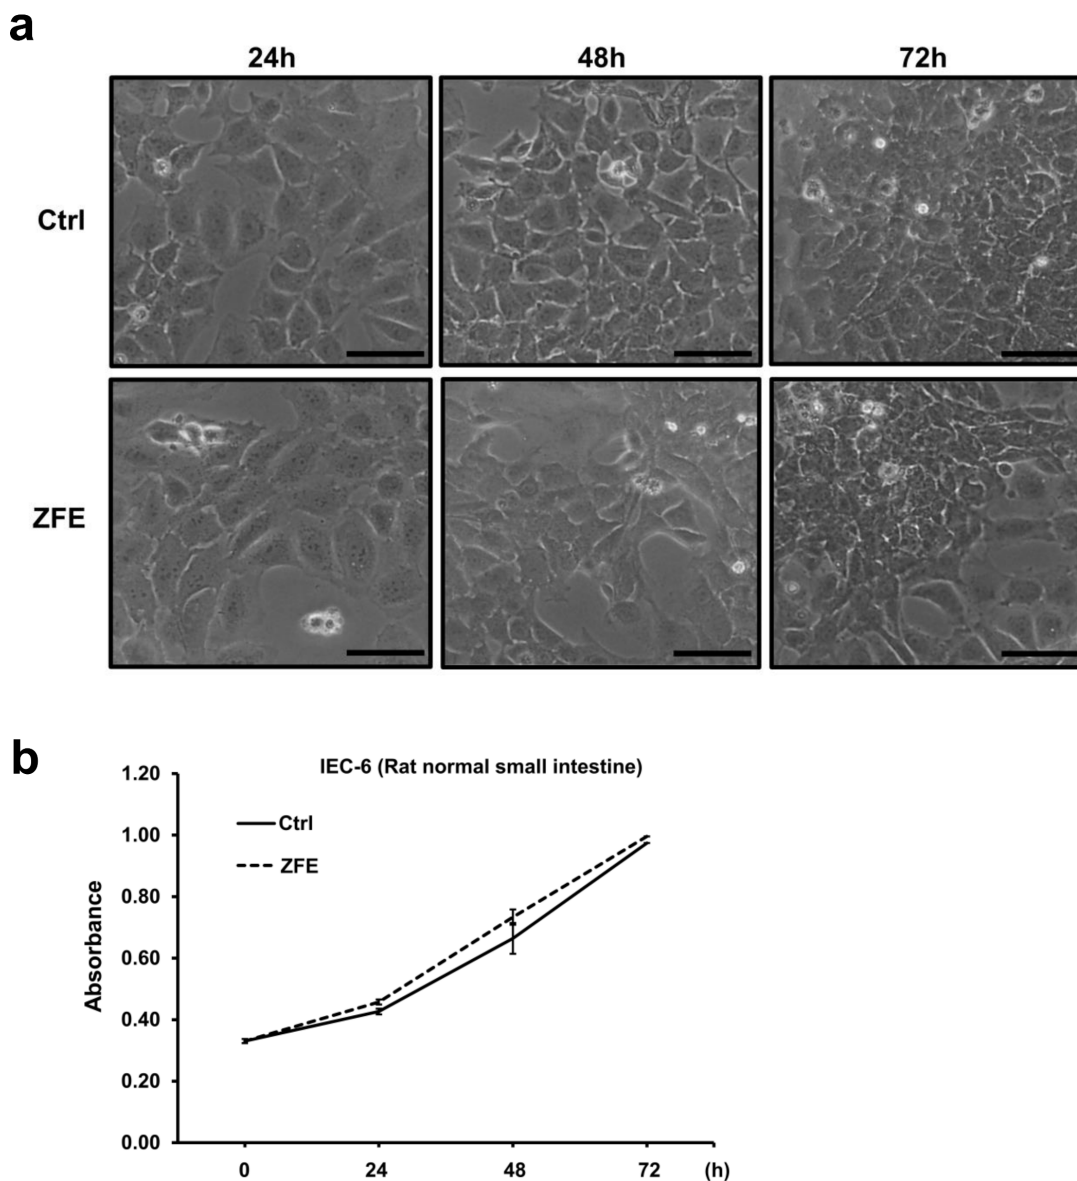 a
24h 48h 72h
Ctrl
ZFE
b
IEC-6 (Rat normal small intestine)
1.20
1.00
0.80
0.60
0.40
0.20
0.00
Absorbance
Ctrl
ZFE
0 24 48 72 (h)